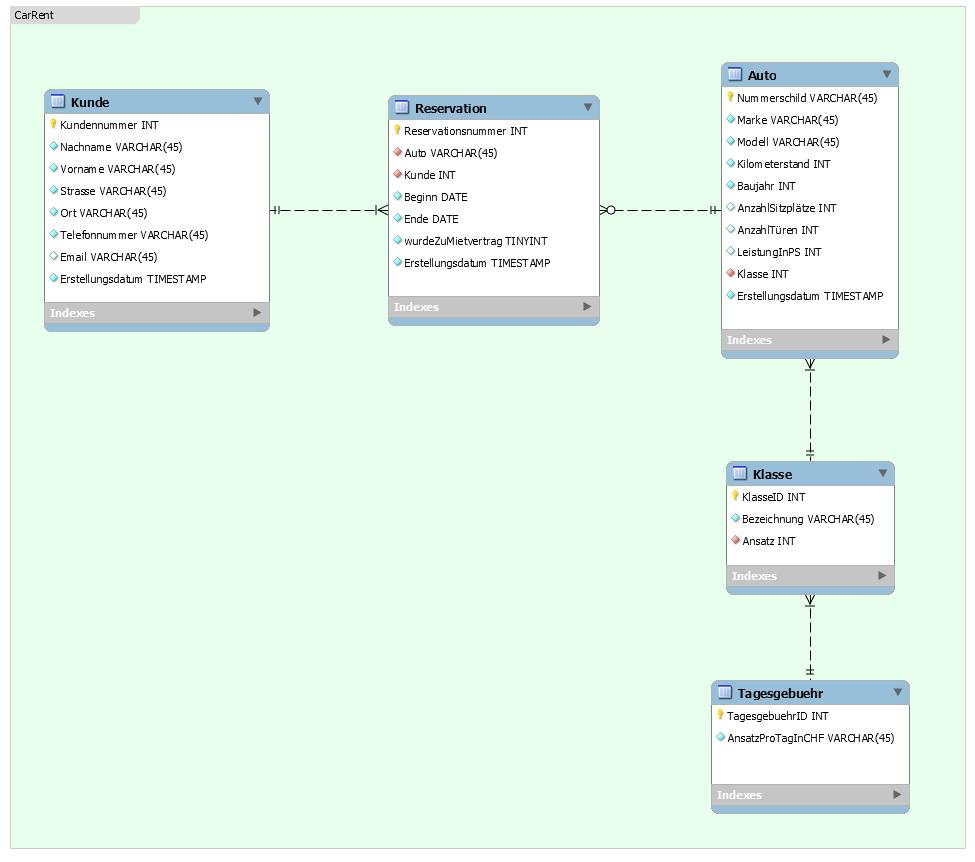 CarRent
Kunde
Kundennummer INT
Nachname VARCHAR(45)
Vorname VARCHAR(45)
Strasse VARCHAR(45)
Ort VARCHAR(45)
Telefonnummer VARCHAR(45)
Email VARCHAR(45)
Erstellungsdatum TIMESTAMP
Indexes
Reservation
Reservationsnummer INT
Auto VARCHAR(45)
Kunde INT
Beginn DATE
Ende DATE
wurdeZuMietvertrag TINYINT
Erstellungsdatum TIMESTAMP
Indexes
Auto
Nummerschild VARCHAR(45)
Marke VARCHAR(45)
Modell VARCHAR(45)
Kilometerstand INT
Baujahr INT
AnzahlSitzplätze INT
AnzahlTüren INT
LeistungInPS INT
Klasse INT
Erstellungsdatum TIMESTAMP
Indexes
Klasse
KlasseID INT
Bezeichnung VARCHAR(45)
Ansatz INT
Indexes
Tagesgebuehr
TagesgebuehrID INT
AnsatzProTagInCHF VARCHAR(45)
Indexes